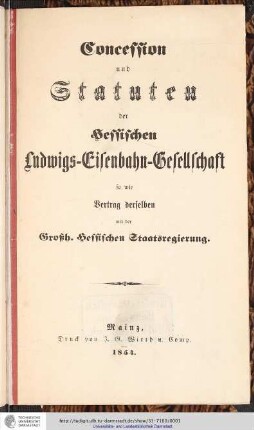 Concession
und
Statuten
der
Hessischen
Ludwigs-Eisenbahn-Gesellschaft
so wie
Vertrag derselben
mit der
Großh. Hessischen Staatsregierung.
Mainz,
Druck von J. G. Wirth u. Comp.
1854.